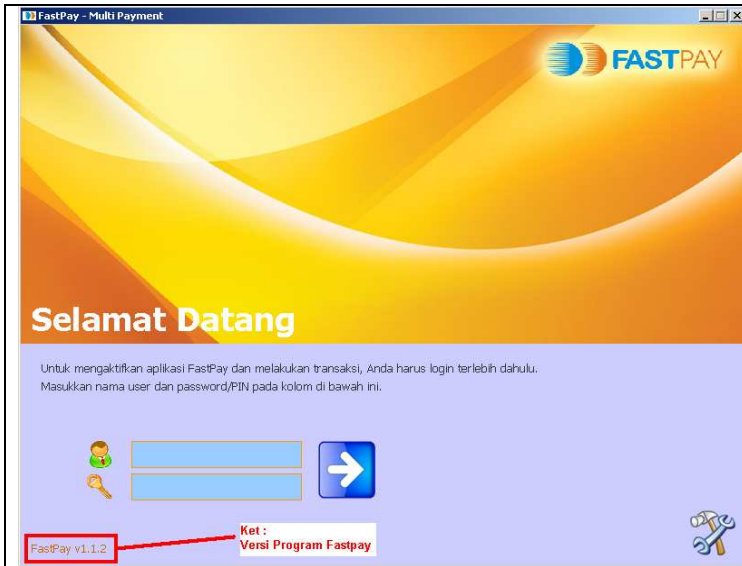 FastPay - Multi Payment
FASTPAY
Selamat Datang
Untuk mengaktifkan aplikasi FastPay dan melakukan transaksi, Anda harus login terlebih dahulu.
Masukkan nama user dan password/PIN pada kolom di bawah ini.
Ket :
Versi Program Fastpay
FastPay v1.1.2